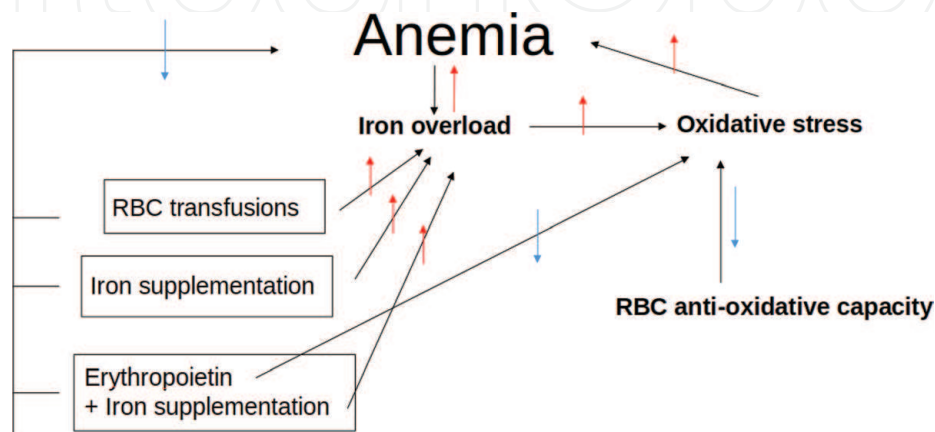 Anemia
Iron overload
Oxidative stress
RBC transfusions
Iron supplementation
RBC anti-oxidative capacity
Erythropoietin
+ Iron supplementation